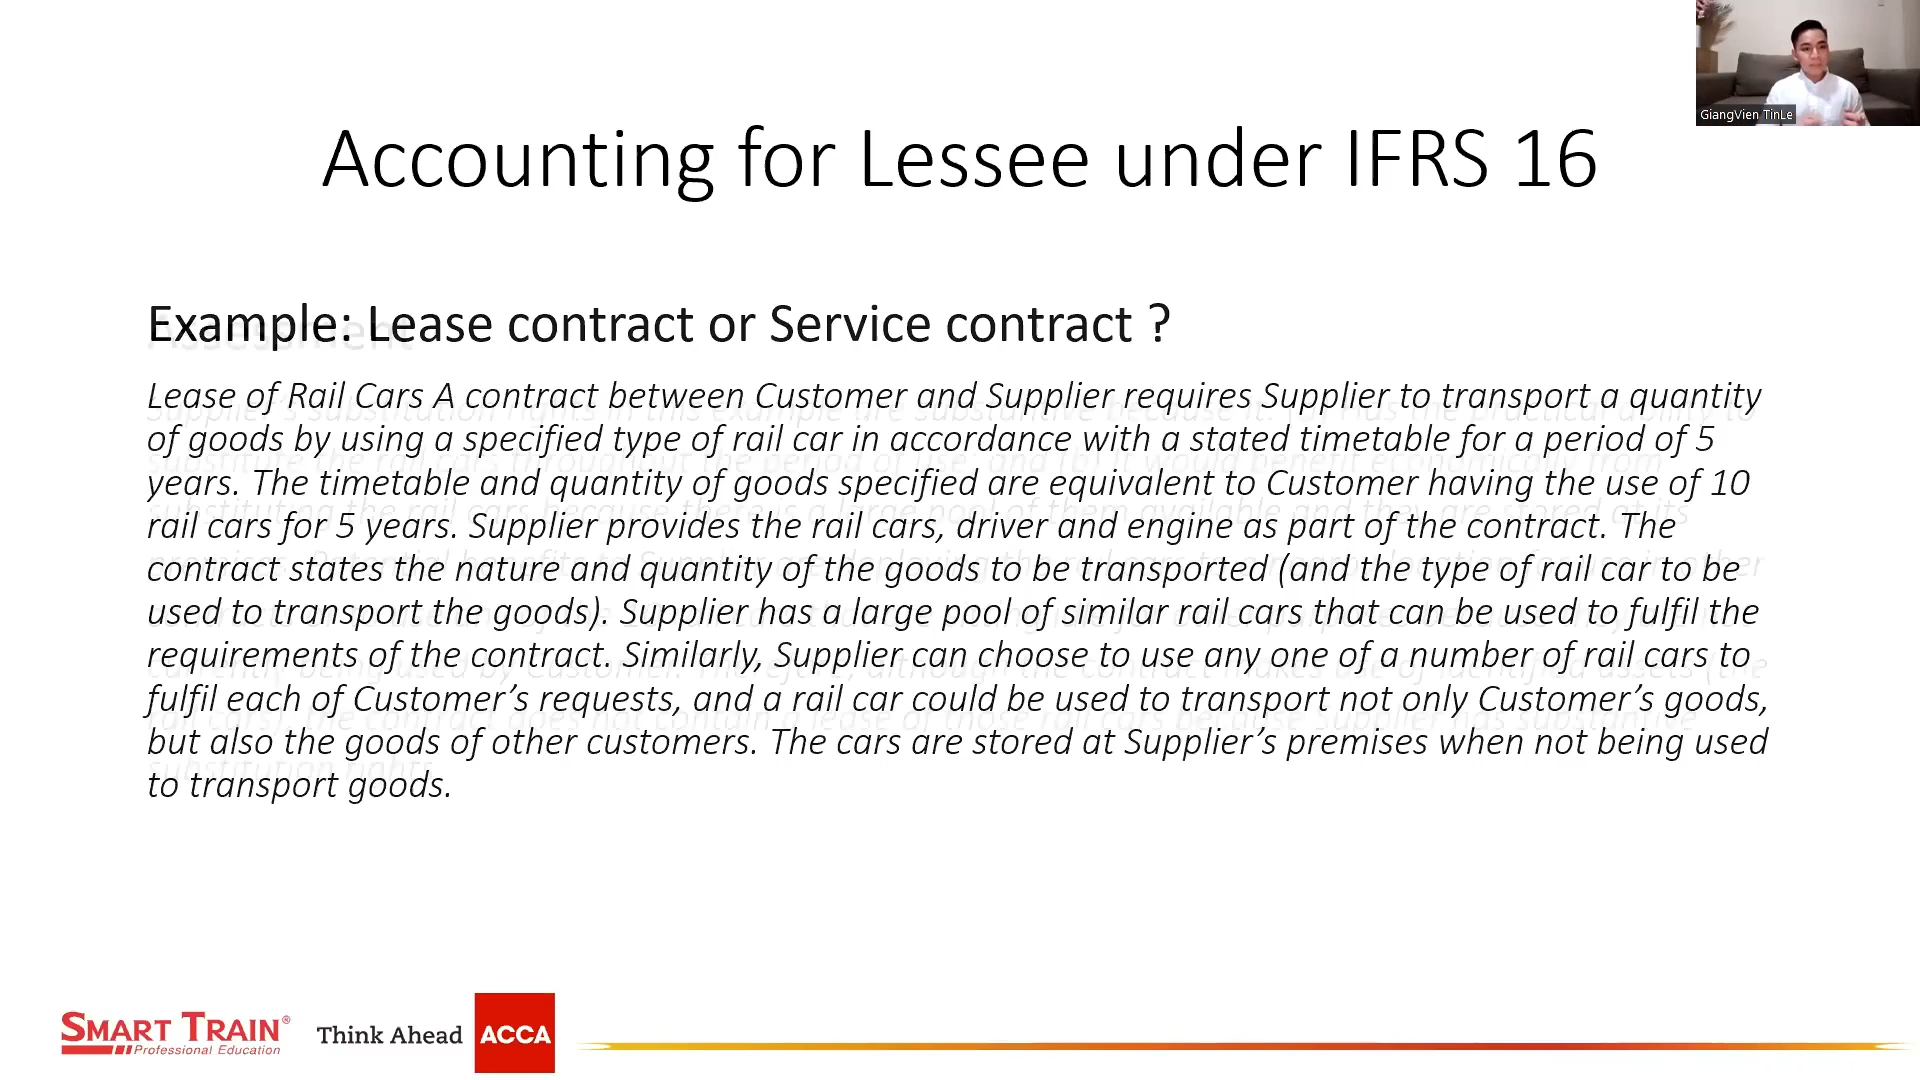 GiangVien TinLe
Accounting for Lessee under IFRS 16
Example: Lease contract or Service contract ?
Lease of Rail Cars A contract between Customer and Supplier requires Supplier to transport a quantity
of goods by using a specified type of rail car in accordance with a stated timetable for a period of 5
years. The timetable and quantity of goods specified are equivalent to Customer having the use of 10
rail cars for 5 years. Supplier provides the rail cars, driver and engine as part of the contract. The
contract states the nature and quantity of the goods to be transported (and the type of rail car to be
used to transport the goods). Supplier has a large pool of similar rail cars that can be used to fulfil the
requirements of the contract. Similarly, Supplier can choose to use any one of a number of rail cars to
fulfil each of Customer’s requests, and a rail car could be used to transport not only Customer’s goods,
but also the goods of other customers. The cars are stored at Supplier’s premises when not being used
to transport goods.
SMART TRAIN®
Professional Education
Think Ahead ACCA